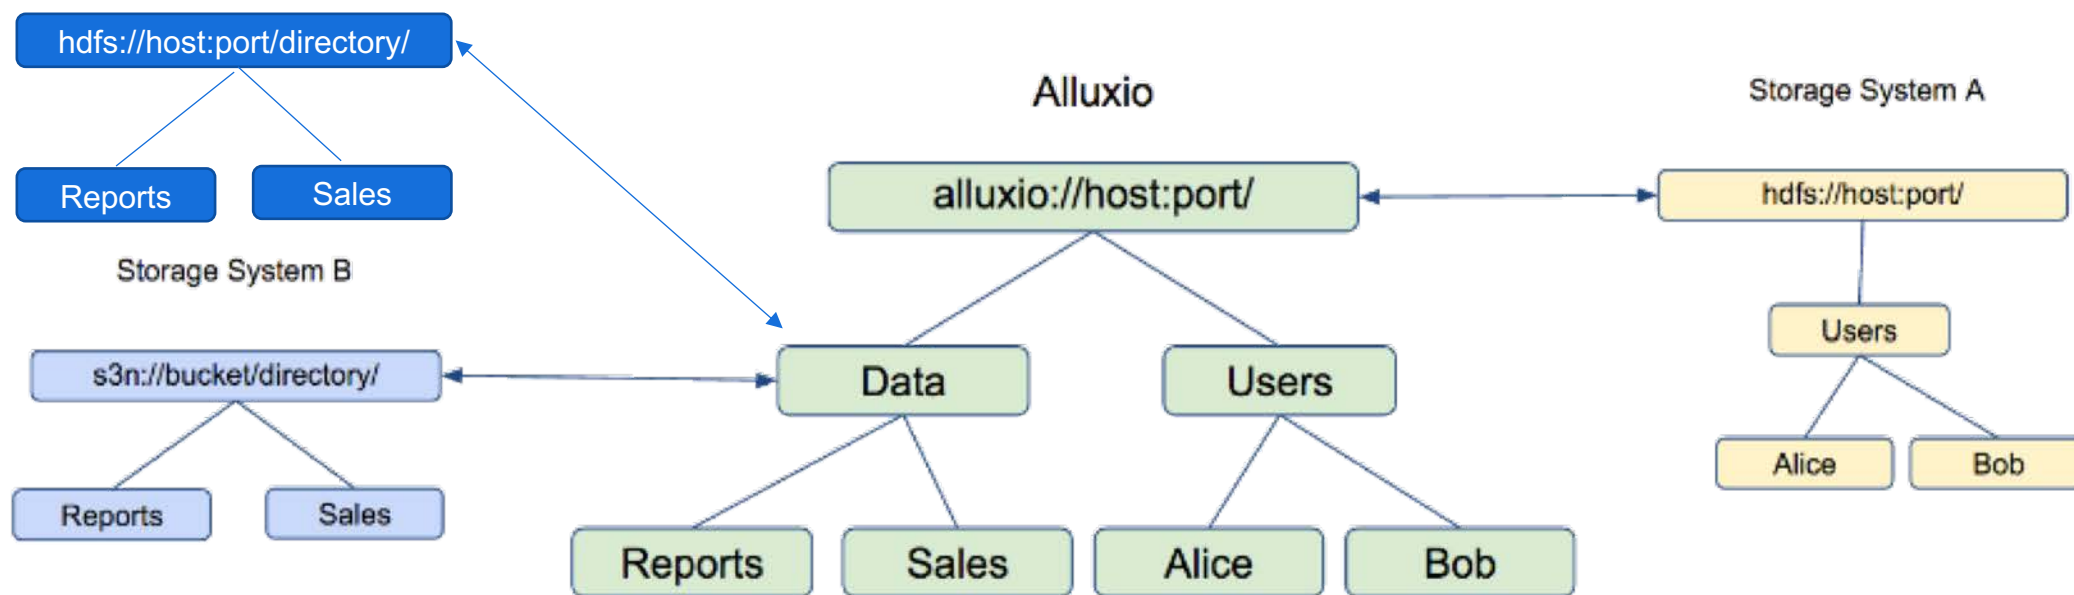 hdfs://host:port/directory/
Reports
Sales
Storage System B
s3n://bucket/directory/
Reports
Sales
Alluxio
alluxio://host:port/
Data
Users
Reports
Sales
Alice
Bob
Storage System A
hdfs://host:port/
Users
Alice
Bob